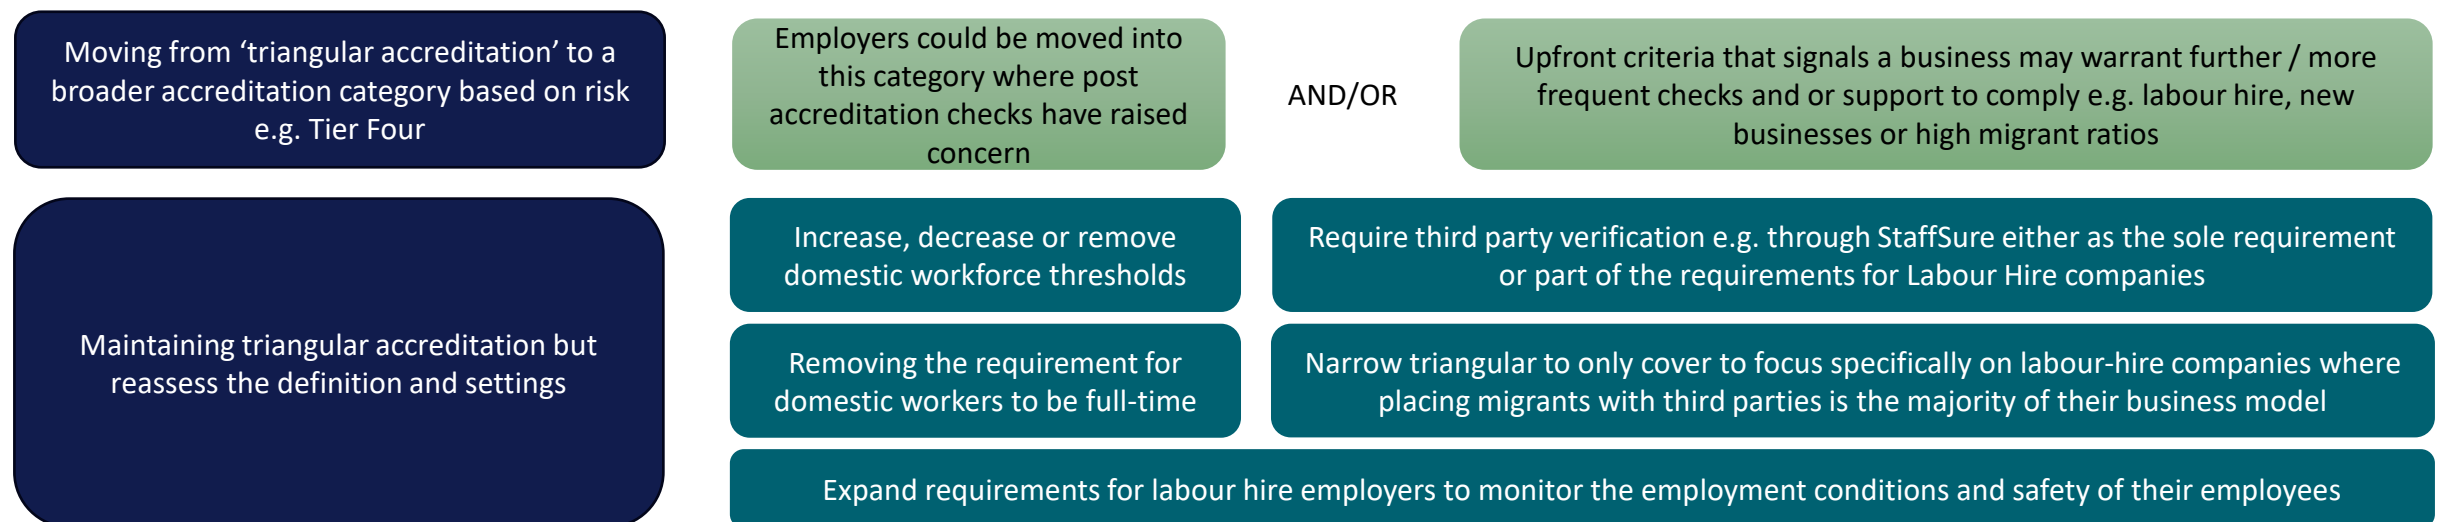 Moving from ‘triangular accreditation’ to a
broader accreditation category based on risk
e.g. Tier Four
Employers could be moved into
this category where post
accreditation checks have raised
concern
AND/OR
Upfront criteria that signals a business may warrant further / more
frequent checks and or support to comply e.g. labour hire, new
businesses or high migrant ratios
Maintaining triangular accreditation but
reassess the definition and settings
Increase, decrease or remove
domestic workforce thresholds
Require third party verification e.g. through StaffSure either as the sole requirement
or part of the requirements for Labour Hire companies
Removing the requirement for
domestic workers to be full-time
Narrow triangular to only cover to focus specifically on labour-hire companies where
placing migrants with third parties is the majority of their business model
Expand requirements for labour hire employers to monitor the employment conditions and safety of their employees